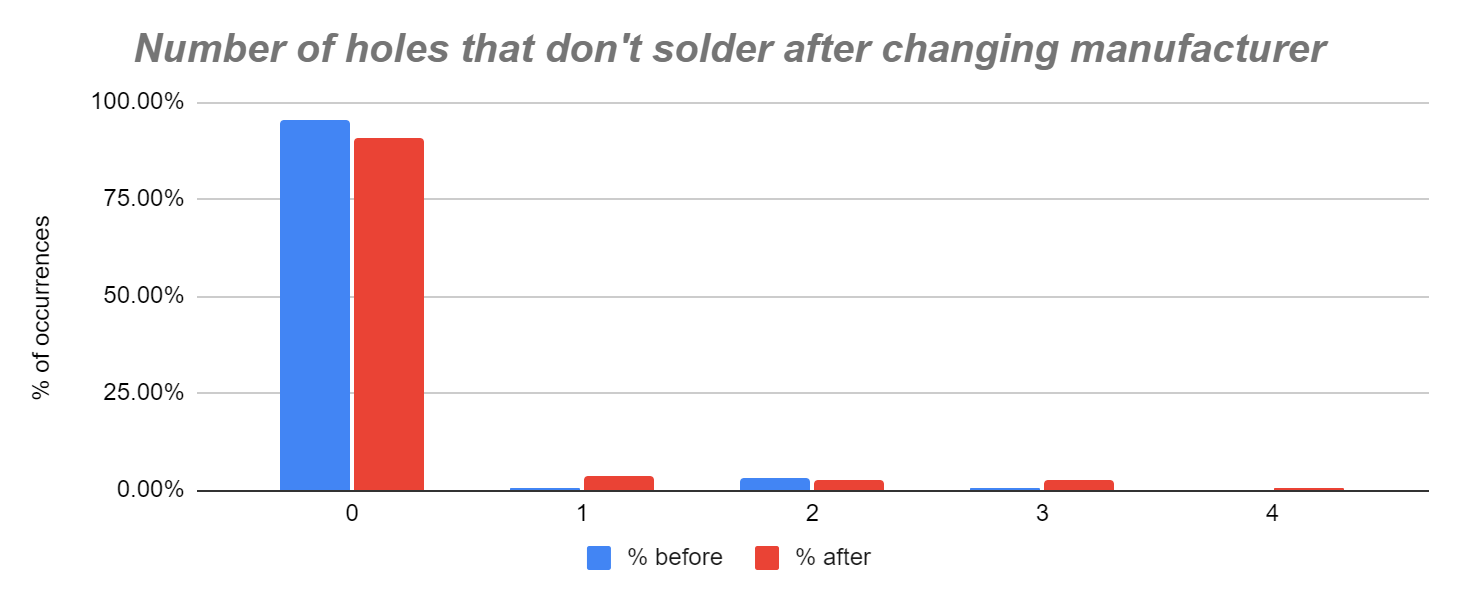 Number of holes that don't solder after changing manufacturer
100.00%
75.00%
50.00%
25.00%
0.00%
% of occurrences
0 1 2 3 4
% before % after